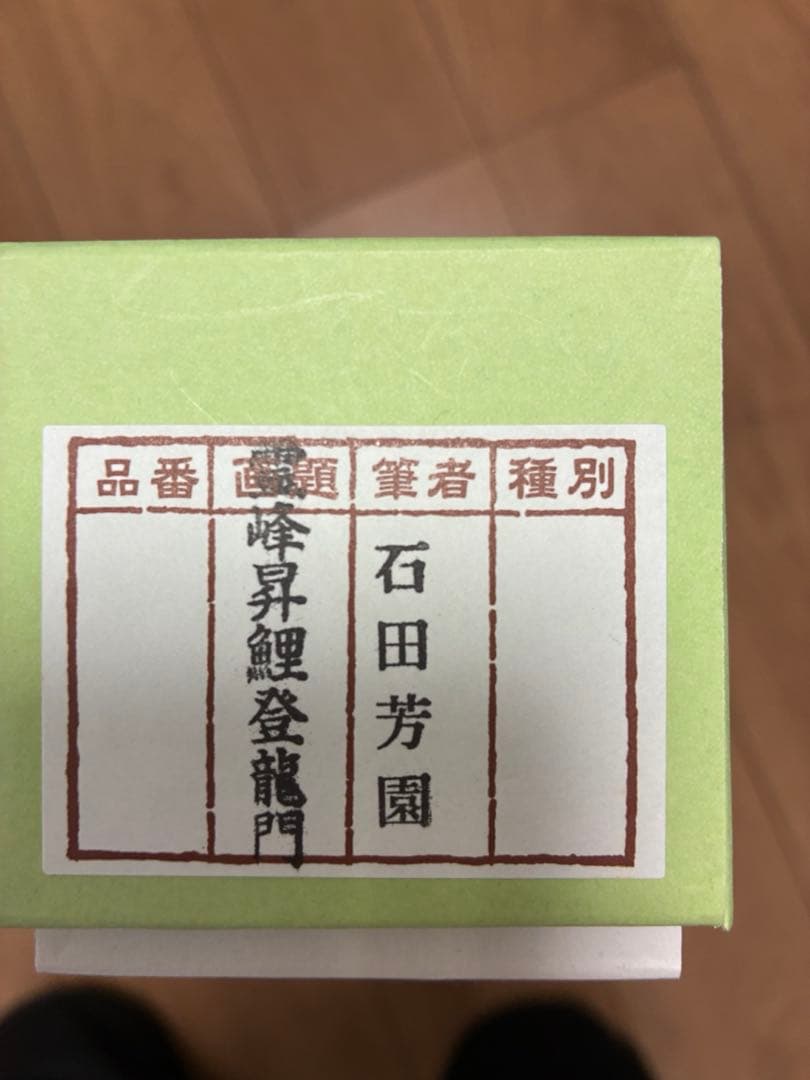 種別
筆者
石田芳園
画題
霊峰昇鯉登龍門
品番